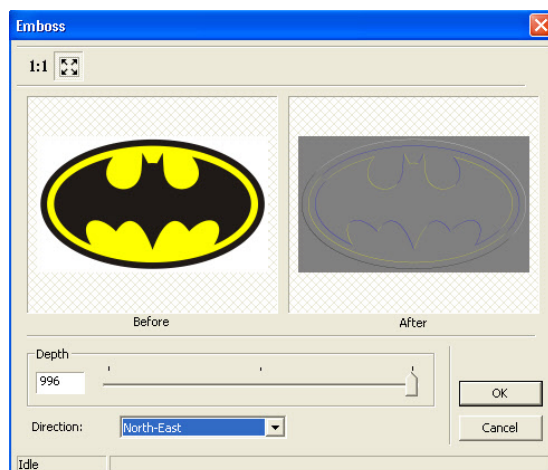 Emboss
1:1
Before
After
Depth
996
OK
Direction:
North-East
Cancel
Idle